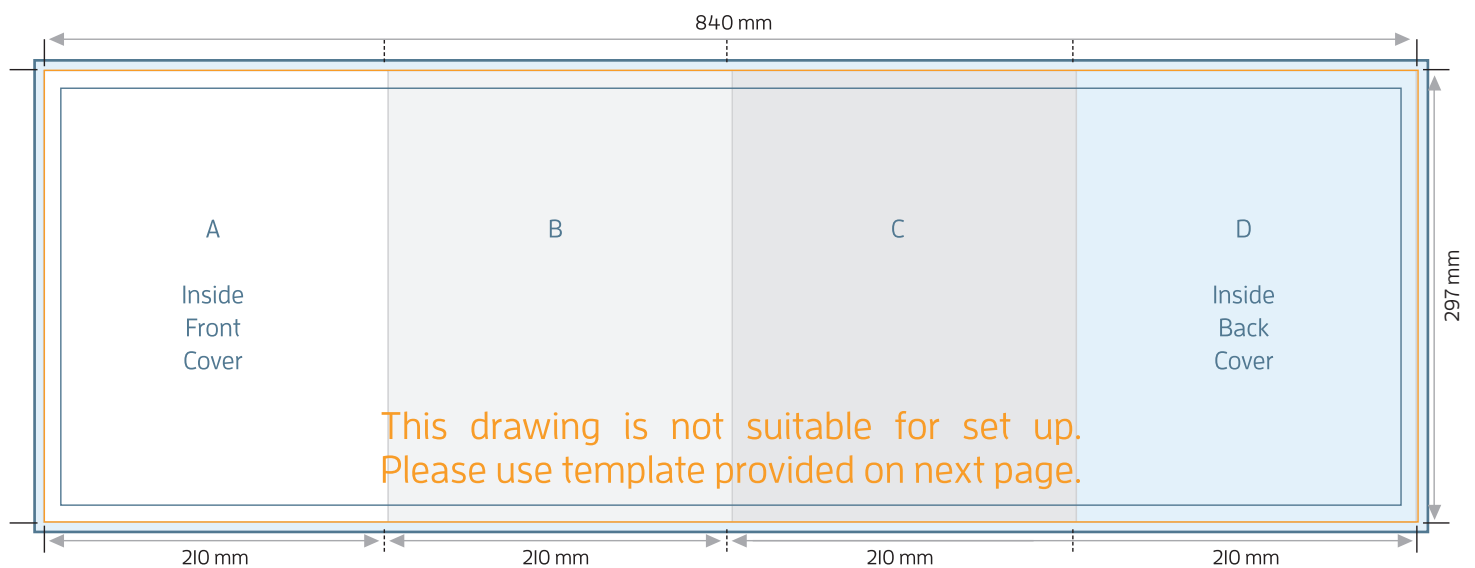 840 mm
A
B
C
D
Inside
Front
Cover
Inside
Back
Cover
297 mm
This drawing is not suitable for set up.
Please use template provided on next page.
210 mm
210 mm
210 mm
210 mm